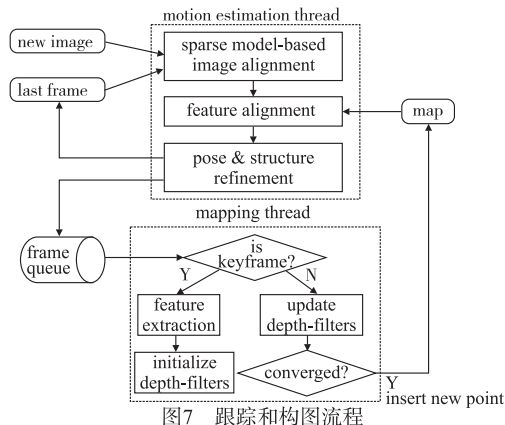 motion estimation thread
new image
sparse model-based
image alignment
last frame
feature alignment
map
pose & structure
refinement
mapping thread
frame
queue
is
keyframe?
Y
N
feature
extraction
update
depth-filters
initialize
depth-filters
converged?
Y
insert new point
图7 跟踪和构图流程